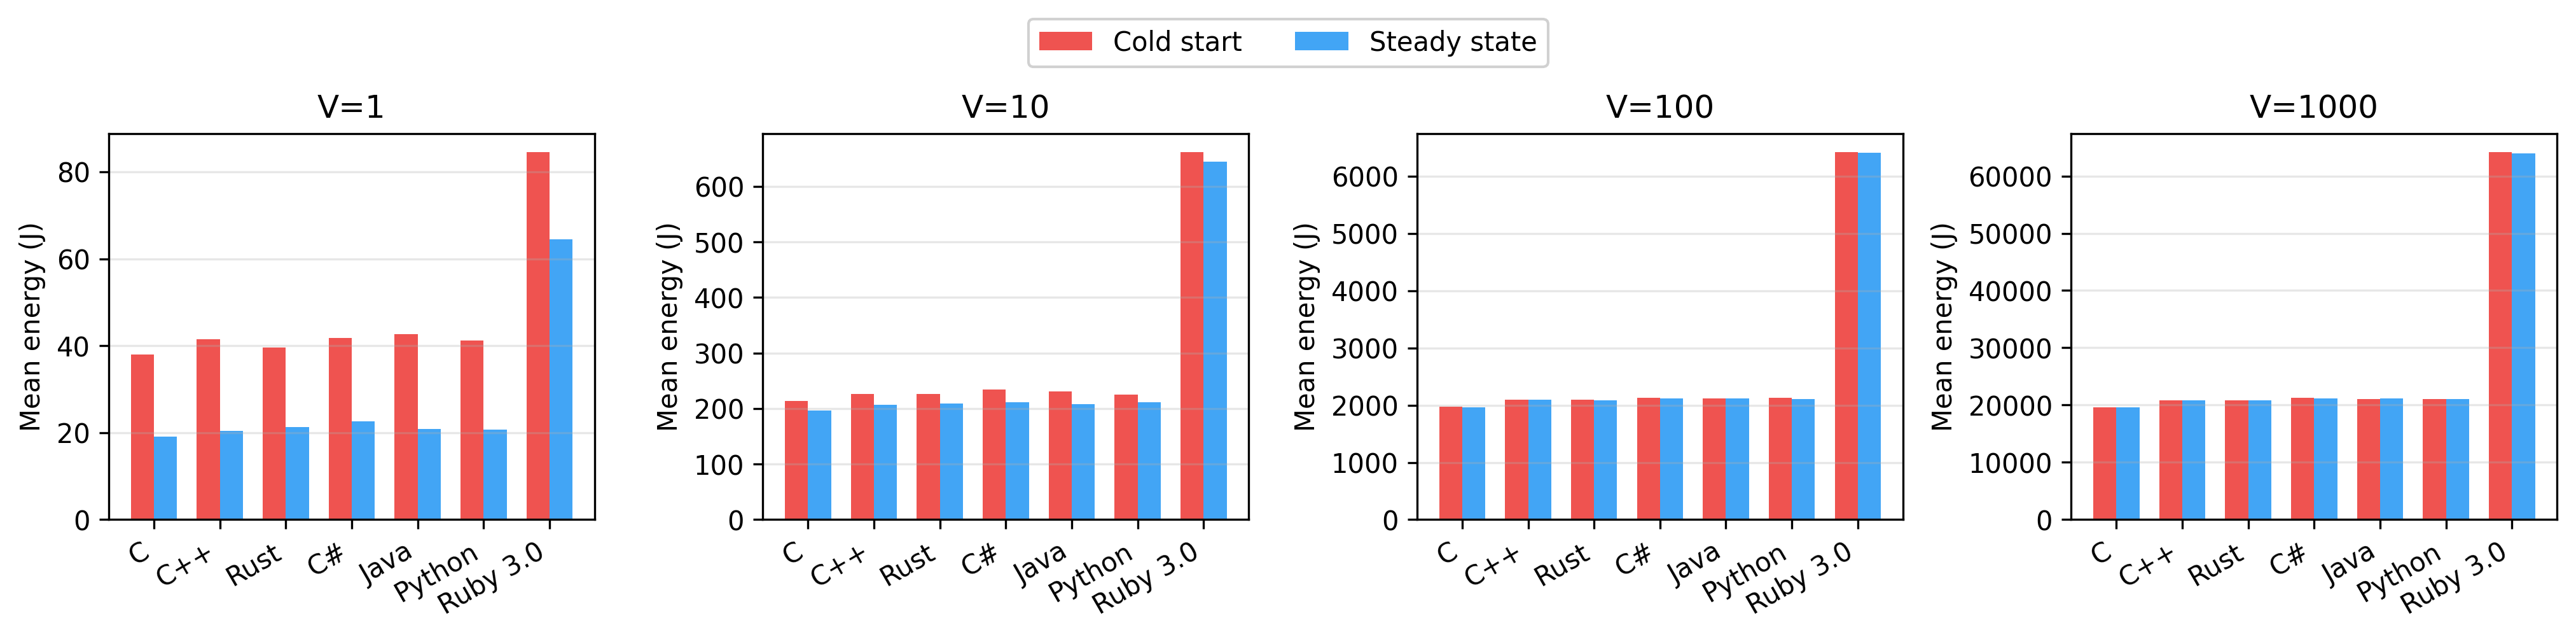 Cold start Steady state
V=1
Mean energy (J)
80
60
40
20
0
C C++ Rust C# Java Python Ruby 3.0
V=10
Mean energy (J)
600
500
400
300
200
100
0
C C++ Rust C# Java Python Ruby 3.0
V=100
Mean energy (J)
6000
5000
4000
3000
2000
1000
0
C C++ Rust C# Java Python Ruby 3.0
V=1000
Mean energy (J)
60000
50000
40000
30000
20000
10000
0
C C++ Rust C# Java Python Ruby 3.0